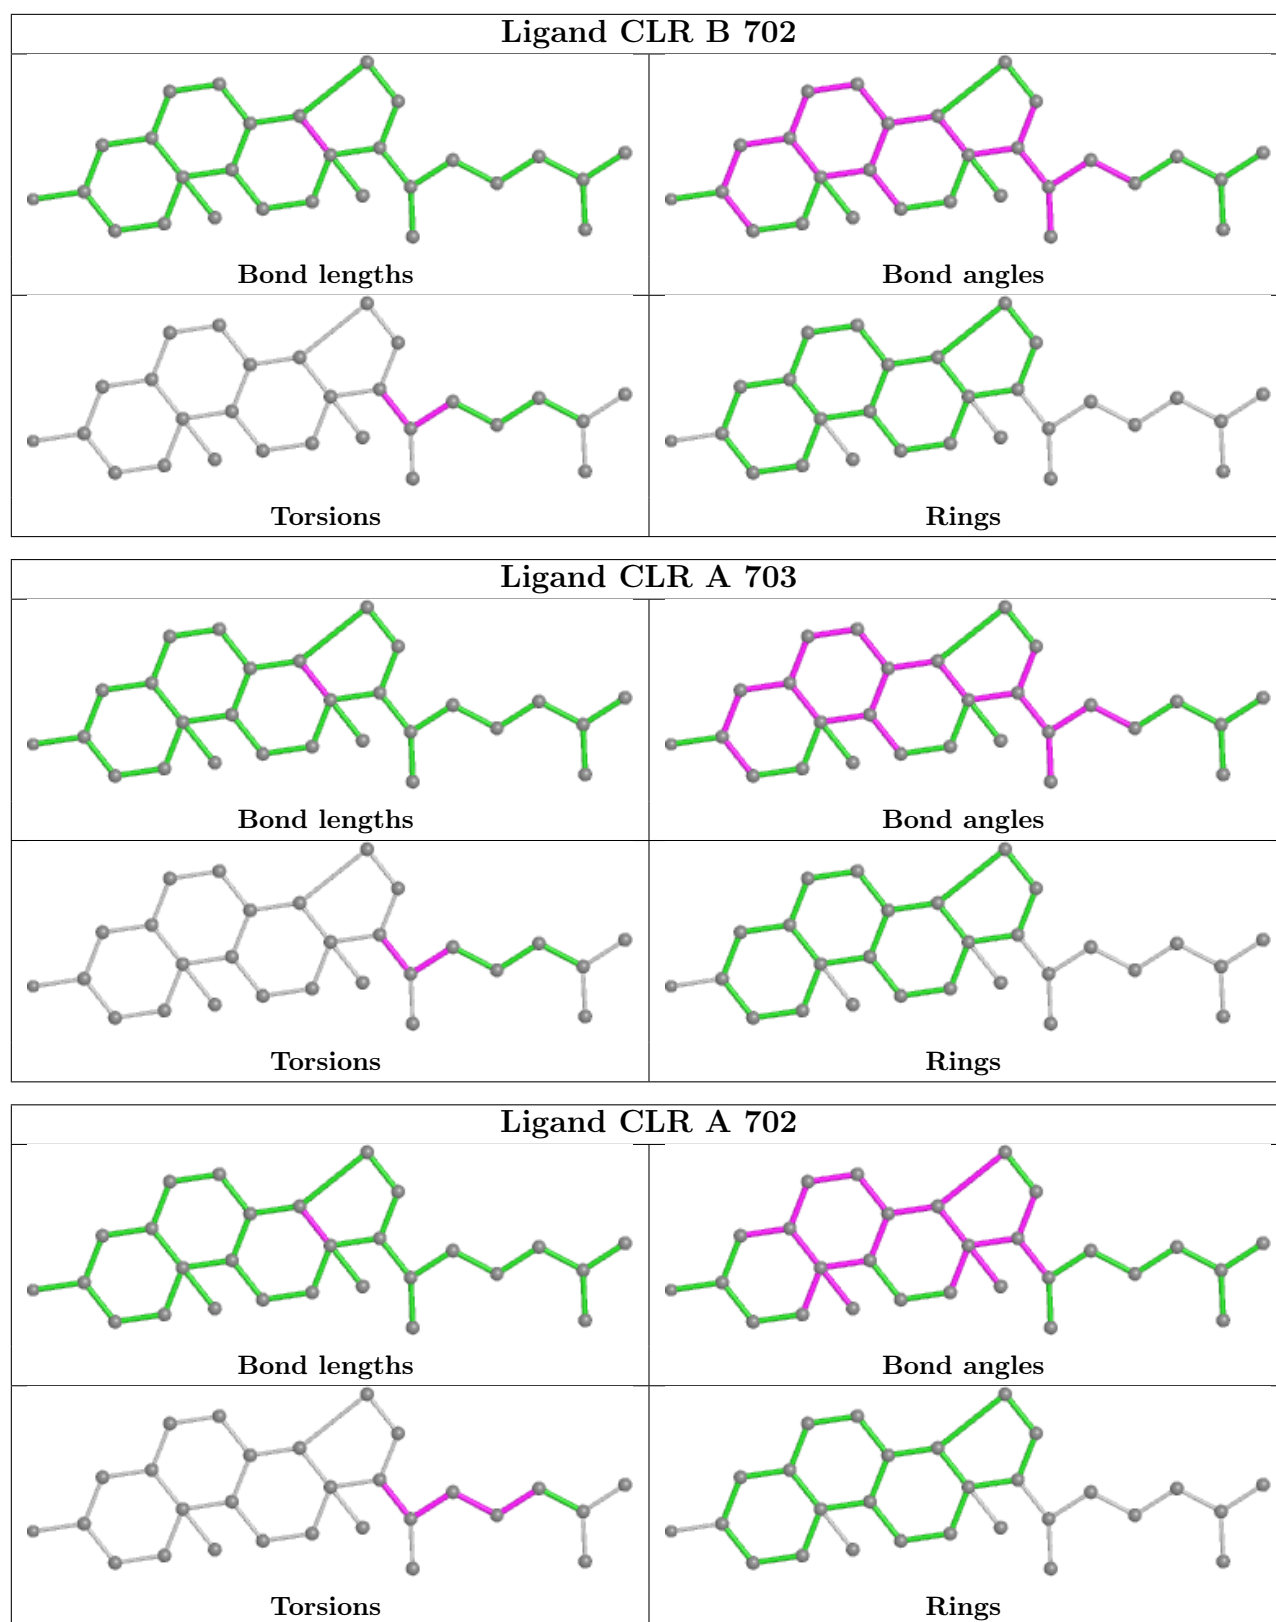 Ligand CLR B 702
Bond lengths
Bond angles
Torsions
Rings
Ligand CLR A 703
Bond lengths
Bond angles
Torsions
Rings
Ligand CLR A 702
Bond lengths
Bond angles
Torsions
Rings